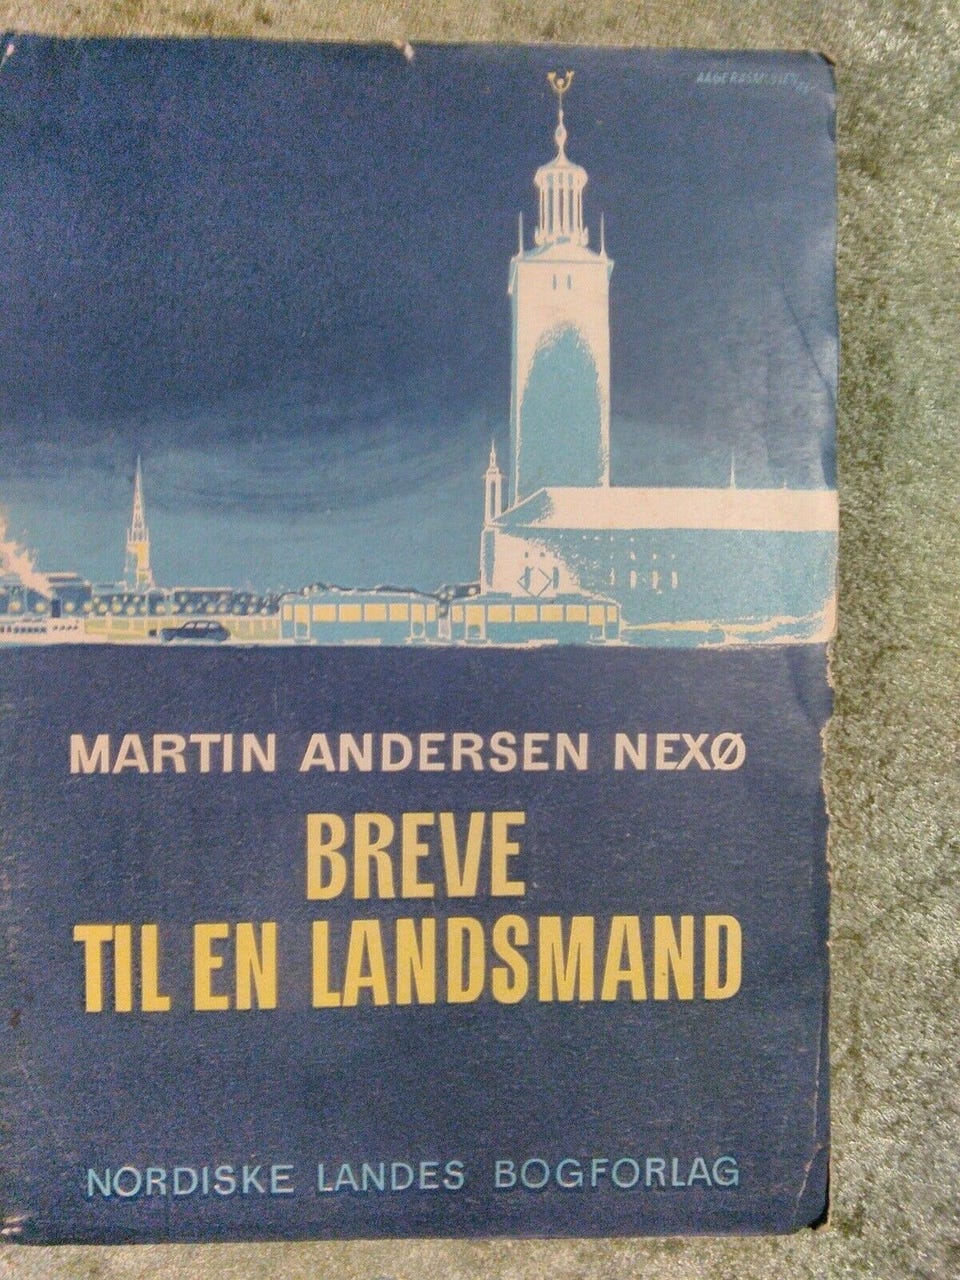 MARTIN ANDERSEN NEXØ
BREVE
TIL EN LANDSMAND
NORDISKE LANDES BOGFORLAG